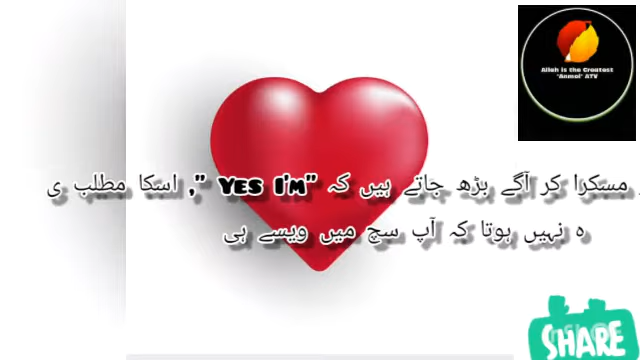 Allah is the Greatest
"Anmol" ATV
مسکرا کر آگے بڑھ جاتے ہیں کہ "YES I'M", اسکا مطلب ی
ہ نہیں ہوتا کہ آپ سچ میں ویسے ہی
SHARE